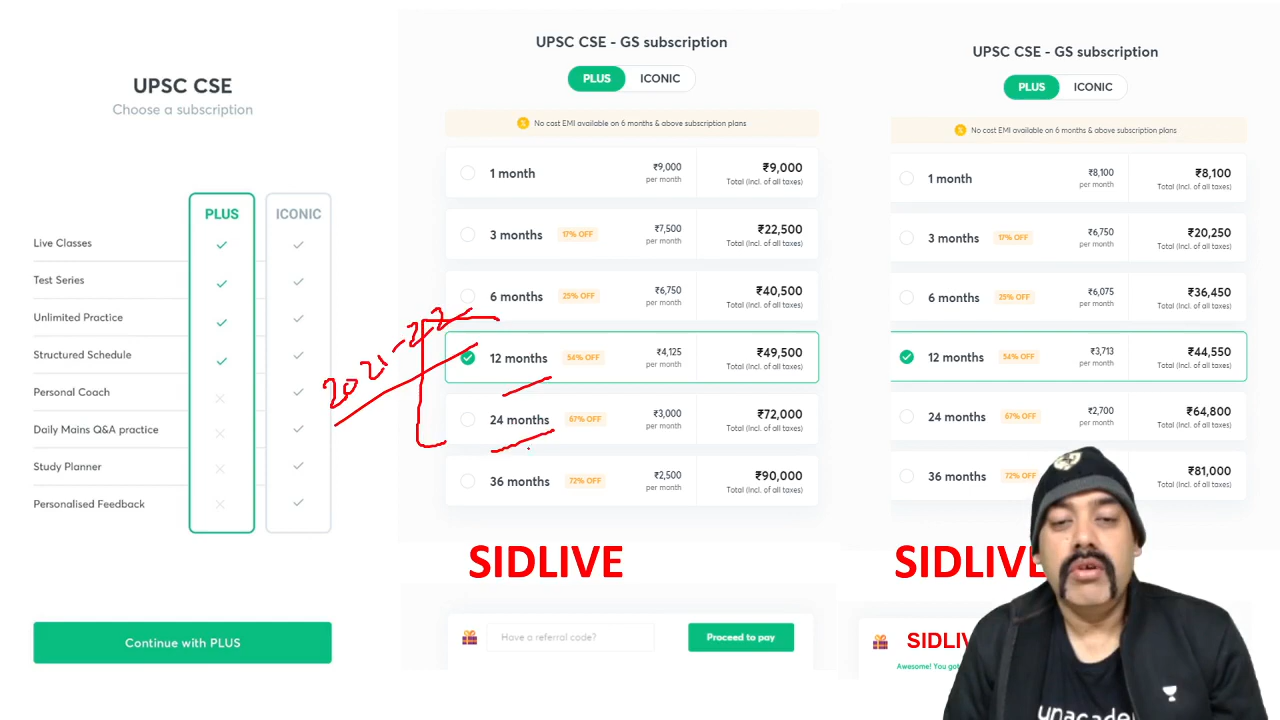 UPSC CSE
Choose a subscription
PLUS ICONIC
Live Classes
Test Series
Unlimited Practice
Structured Schedule
Personal Coach
Daily Mains Q&A practice
Study Planner
Personalised Feedback
Continue with PLUS
UPSC CSE - GS subscription
PLUS ICONIC
No cost EMI available on 6 months & above subscription plans
1 month ₹9,000 ₹9,000
per month Total (Incl. of all taxes)
3 months 17% OFF ₹7,500 ₹22,500
per month Total (Incl. of all taxes)
6 months 25% OFF ₹6,750 ₹40,500
per month Total (Incl. of all taxes)
12 months 54% OFF ₹4,125 ₹49,500
per month Total (Incl. of all taxes)
24 months 67% OFF ₹3,000 ₹72,000
per month Total (Incl. of all taxes)
36 months 72% OFF ₹2,500 ₹90,000
per month Total (Incl. of all taxes)
2021-22
SIDLIVE
Have a referral code? Proceed to pay
UPSC CSE - GS subscription
PLUS ICONIC
No cost EMI available on 6 months & above subscription plans
1 month ₹8,100 ₹8,100
per month Total (Incl. of all taxes)
3 months 17% OFF ₹6,750 ₹20,250
per month Total (Incl. of all taxes)
6 months 25% OFF ₹6,075 ₹36,450
per month Total (Incl. of all taxes)
12 months 54% OFF ₹3,713 ₹44,550
per month Total (Incl. of all taxes)
24 months 67% OFF ₹2,700 ₹64,800
per month Total (Incl. of all taxes)
36 months 72% OFF ₹81,000
Total (Incl. of all taxes)
SIDLIVE
SIDLIV
Awesome! You got
unacade